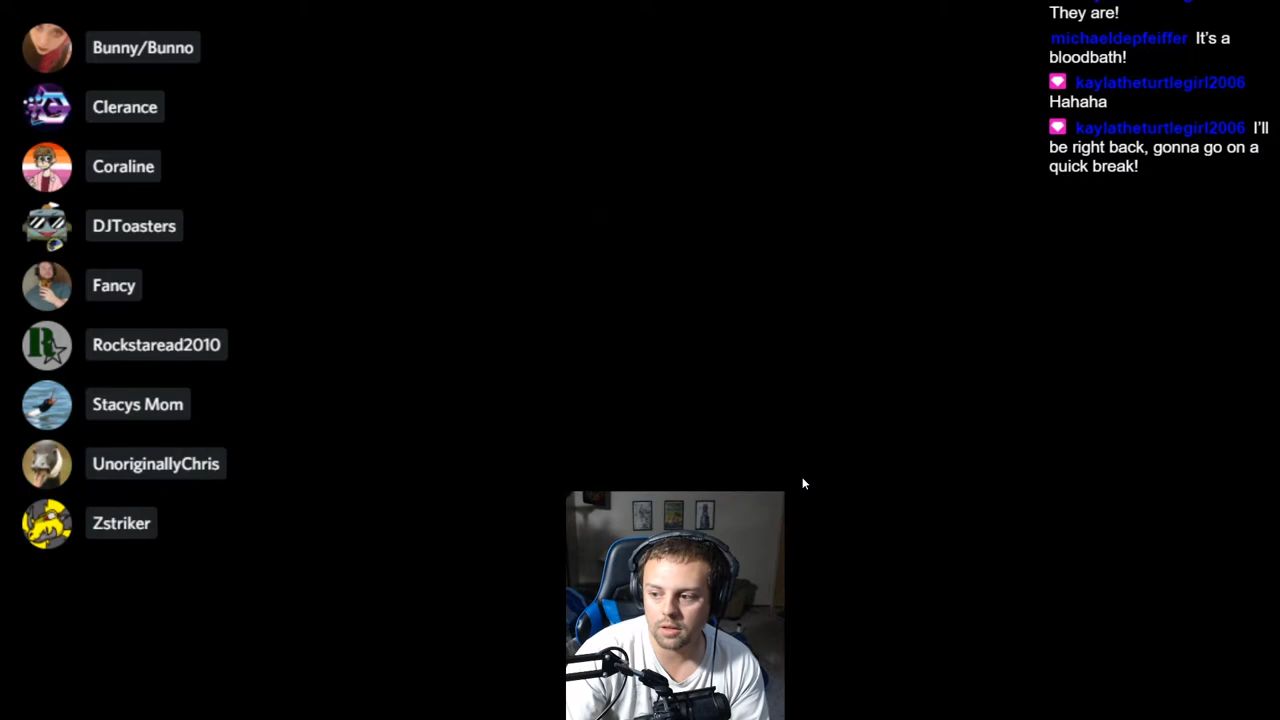 Bunny/Bunno
Clerance
Coraline
DJToasters
Fancy
Rockstaread2010
Stacys Mom
UnoriginallyChris
Zstriker
They are!
michaeldepfeiffer It's a
bloodbath!
kaylatheturtlegirl2006
Hahaha
kaylatheturtlegirl2006 I'll
be right back, gonna go on a
quick break!